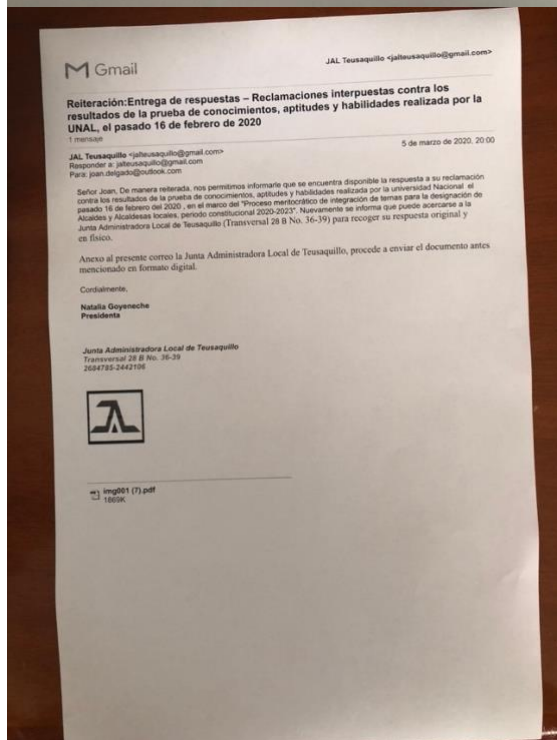 Gmail
JAL Teusaquillo <jalteusaquillo@gmail.com>
Reiteración:Entrega de respuestas – Reclamaciones interpuestas contra los
resultados de la prueba de conocimientos, aptitudes y habilidades realizada por la
UNAL, el pasado 16 de febrero de 2020
1 mensaje
JAL Teusaquillo <jalteusaquillo@gmail.com>
5 de marzo de 2020, 20:00
Responder a: jalteusaquillo@gmail.com
Para: joan.delgado@outlook.com
Señor Joan, De manera reiterada, nos permitimos informarle que se encuentra disponible la respuesta a su reclamación
contra los resultados de la prueba de conocimientos, aptitudes y habilidades realizada por la universidad Nacional el
pasado 16 de febrero del 2020 , en el marco del "Proceso meritocrático de integración de ternas para la designación de
Alcaldes y Alcaldesas locales, periodo constitucional 2020-2023". Nuevamente se informa que puede acercarse a la
Junta Administradora Local de Teusaquillo (Transversal 28 B No. 36-39) para recoger su respuesta original y
en físico.
Anexo al presente correo la Junta Administradora Local de Teusaquillo, procede a enviar el documento antes
mencionado en formato digital.
Cordialmente,
Natalia Goyeneche
Presidenta
Junta Administradora Local de Teusaquillo
Transversal 28 B No. 36-39
2684785-2442106
img001 (7).pdf
1869K